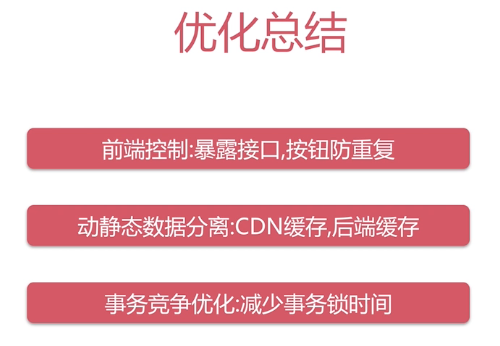 优化总结
前端控制:暴露接口,按钮防重复
动静态数据分离:CDN缓存,后端缓存
事务竞争优化:减少事务锁时间